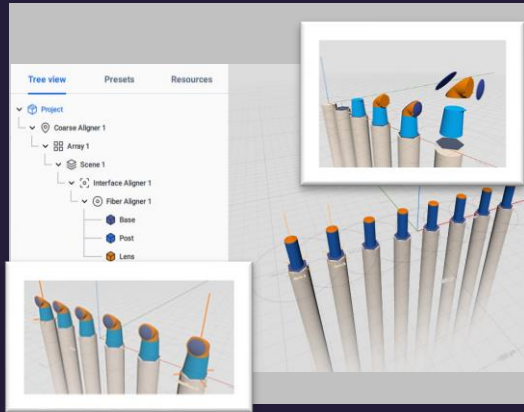 Tree view Presets Resources
Project
Coarse Aligner 1
Array 1
Scene 1
Interface Aligner 1
Fiber Aligner 1
Base
Post
Lens